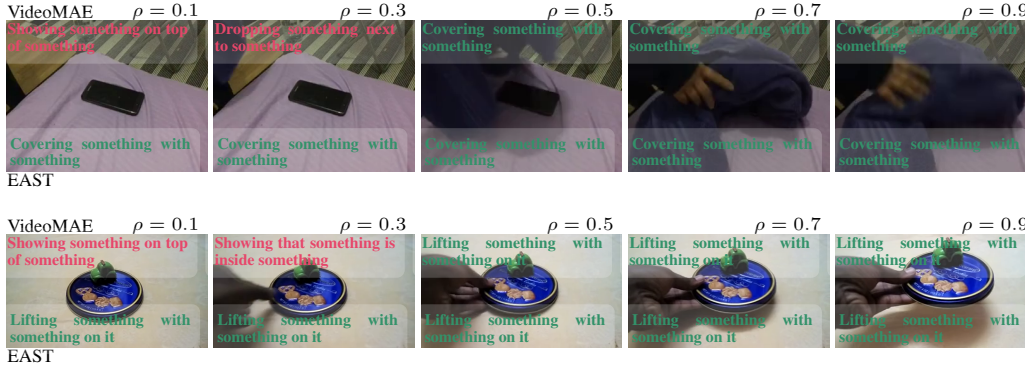 VideoMAE ρ = 0.1 ρ = 0.3 ρ = 0.5 ρ = 0.7 ρ = 0.9
Showing something on top Dropping something next Covering something with Covering something with Covering something with
of something to something something something something
Covering something with Covering something with Covering something with Covering something with Covering something with
something something something something something
EAST
VideoMAE ρ = 0.1 ρ = 0.3 ρ = 0.5 ρ = 0.7 ρ = 0.9
Showing something on top Showing that something is Lifting something with Lifting something with Lifting something with
of something inside something something on it something on it something on it
Lifting something with Lifting something with Lifting something with Lifting something with Lifting something with
something on it something on it something on it something on it something on it
EAST